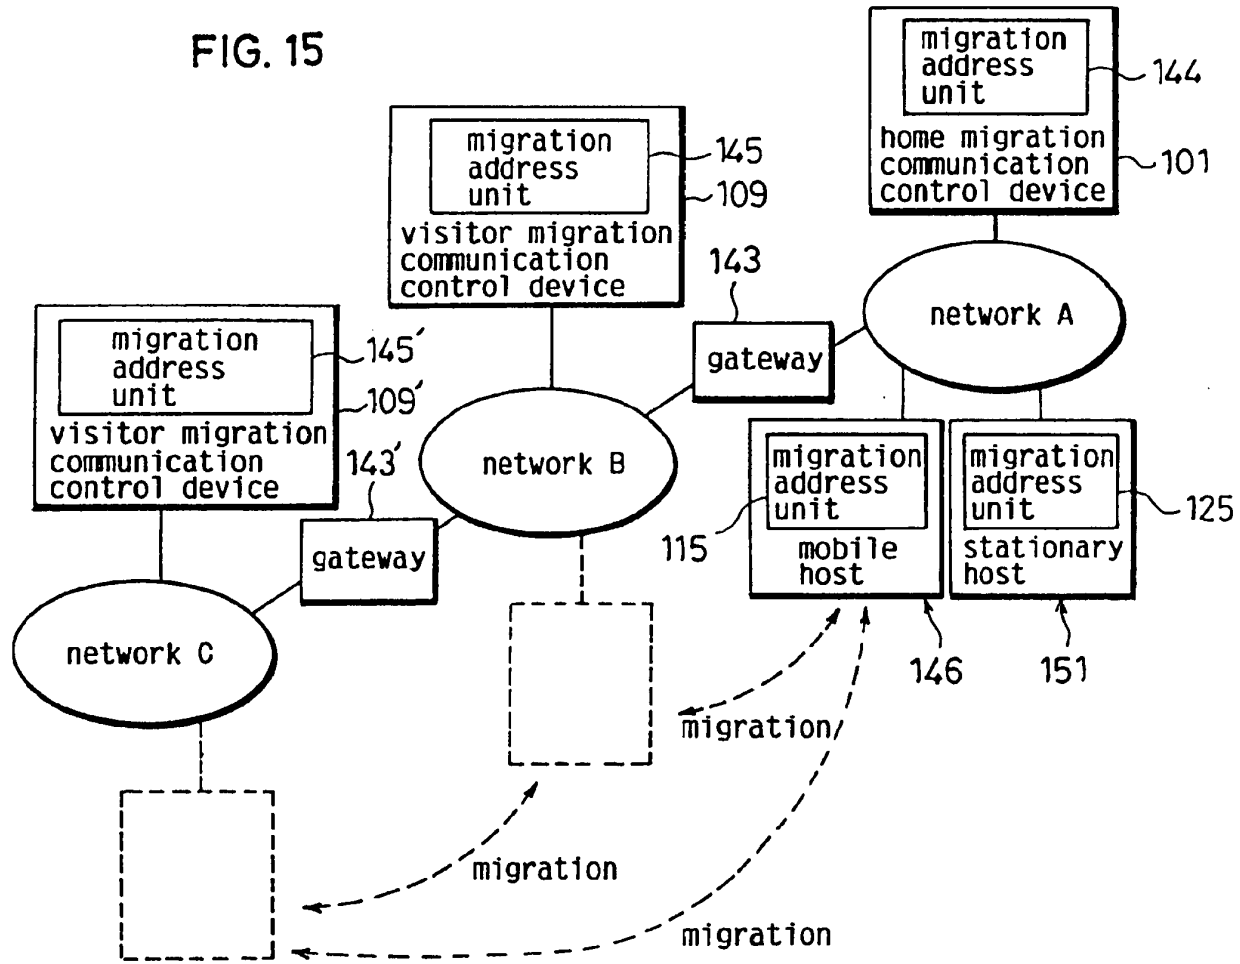 FIG. 15
migration
address
unit
144
home migration
communication
control device
101
migration
address
unit
145
109
visitor migration
communication
control device
143
gateway
network A
migration
address
unit
145′
109′
visitor migration
communication
control device
143′
gateway
network B
migration
address
unit
115
mobile
host
146
migration
address
unit
125
stationary
host
151
network C
migration
migration
migration